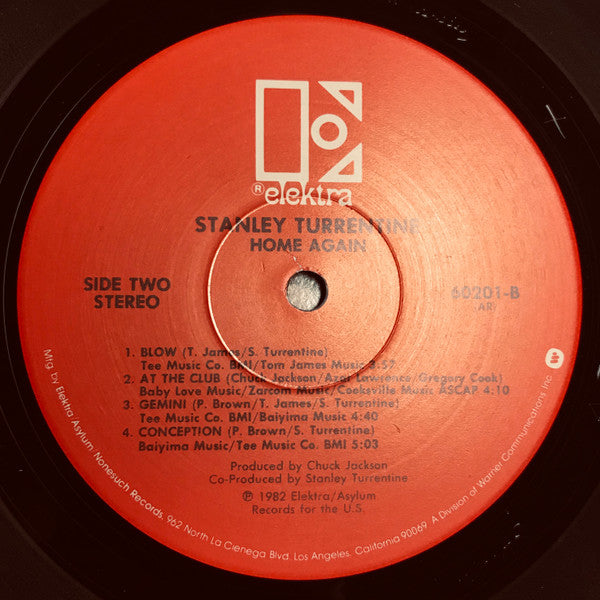 ® elektra
STANLEY TURRENTINE
HOME AGAIN
SIDE TWO
STEREO
60201-B
AR
1. BLOW (T. James/S. Turrentine)
Tee Music Co. BMI/Tom James Music 3:57
2. AT THE CLUB (Chuck Jackson/Azar Lawrence/Gregory Cook)
Baby Love Music/Zarcom Music/Cooksville Music ASCAP 4:10
3. GEMINI (P. Brown/T. James/S. Turrentine)
Tee Music Co. BMI/Baiyima Music 4:40
4. CONCEPTION (P. Brown/S. Turrentine)
Baiyima Music/Tee Music Co. BMI 5:03
Produced by Chuck Jackson
Co-Produced by Stanley Turrentine
℗ 1982 Elektra/Asylum
Records for the U.S.
Mfg. by Elektra Asylum Nonesuch Records, 962 North La Cienega Blvd. Los Angeles, California 90069. A Division of Warner Communications Inc.